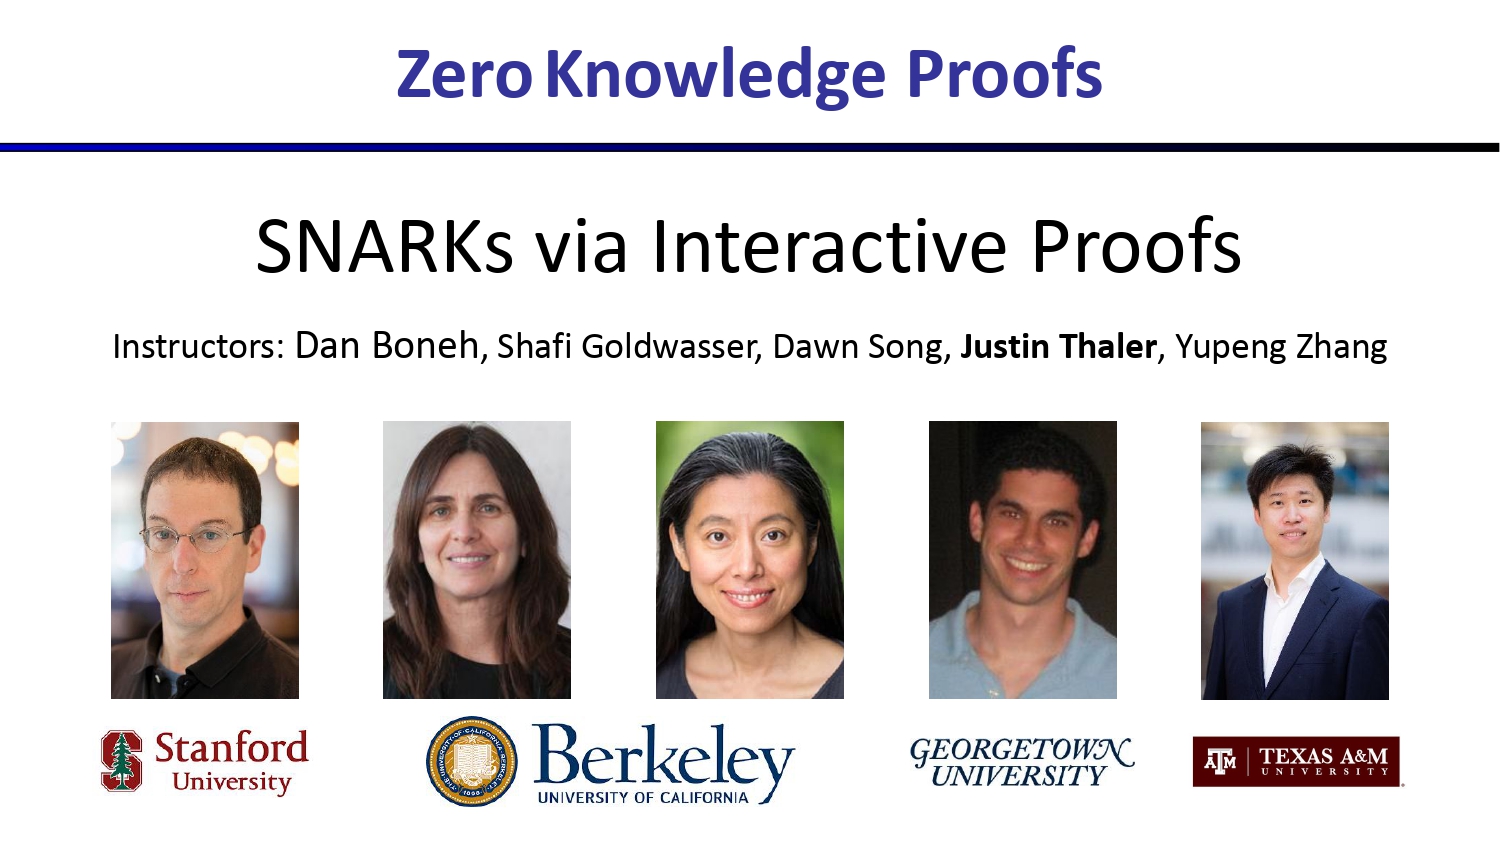 Zero Knowledge Proofs
SNARKs via Interactive Proofs
Instructors: Dan Boneh, Shafi Goldwasser, Dawn Song, Justin Thaler, Yupeng Zhang
Stanford
University
Berkeley
UNIVERSITY OF CALIFORNIA
GEORGETOWN
UNIVERSITY
ATM
TEXAS A&M
UNIVERSITY